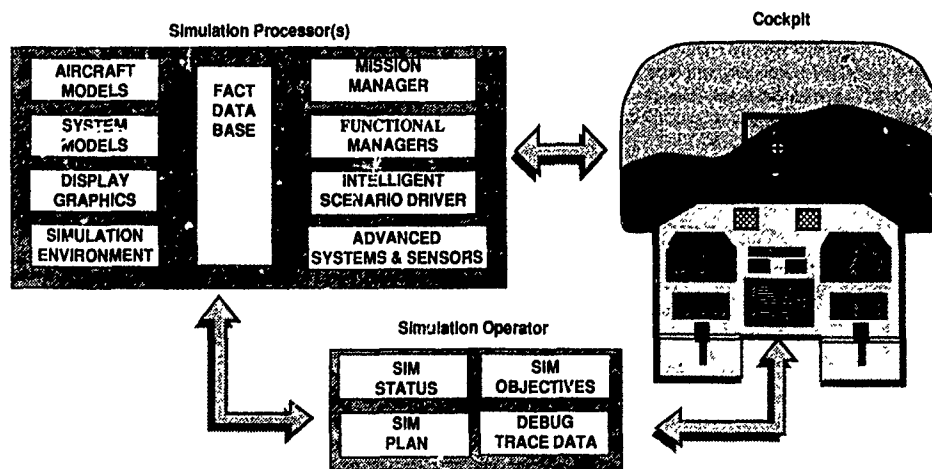 Simulation Processor(s)
Cockpit
AIRCRAFT
MODELS
SYSTEM
MODELS
DISPLAY
GRAPHICS
SIMULATION
ENVIRONMENT
FACT
DATA
BASE
MISSION
MANAGER
FUNCTIONAL
MANAGERS
INTELLIGENT
SCENARIO DRIVER
ADVANCED
SYSTEMS & SENSORS
Simulation Operator
SIM
STATUS
SIM
OBJECTIVES
SIM
PLAN
DEBUG
TRACE DATA